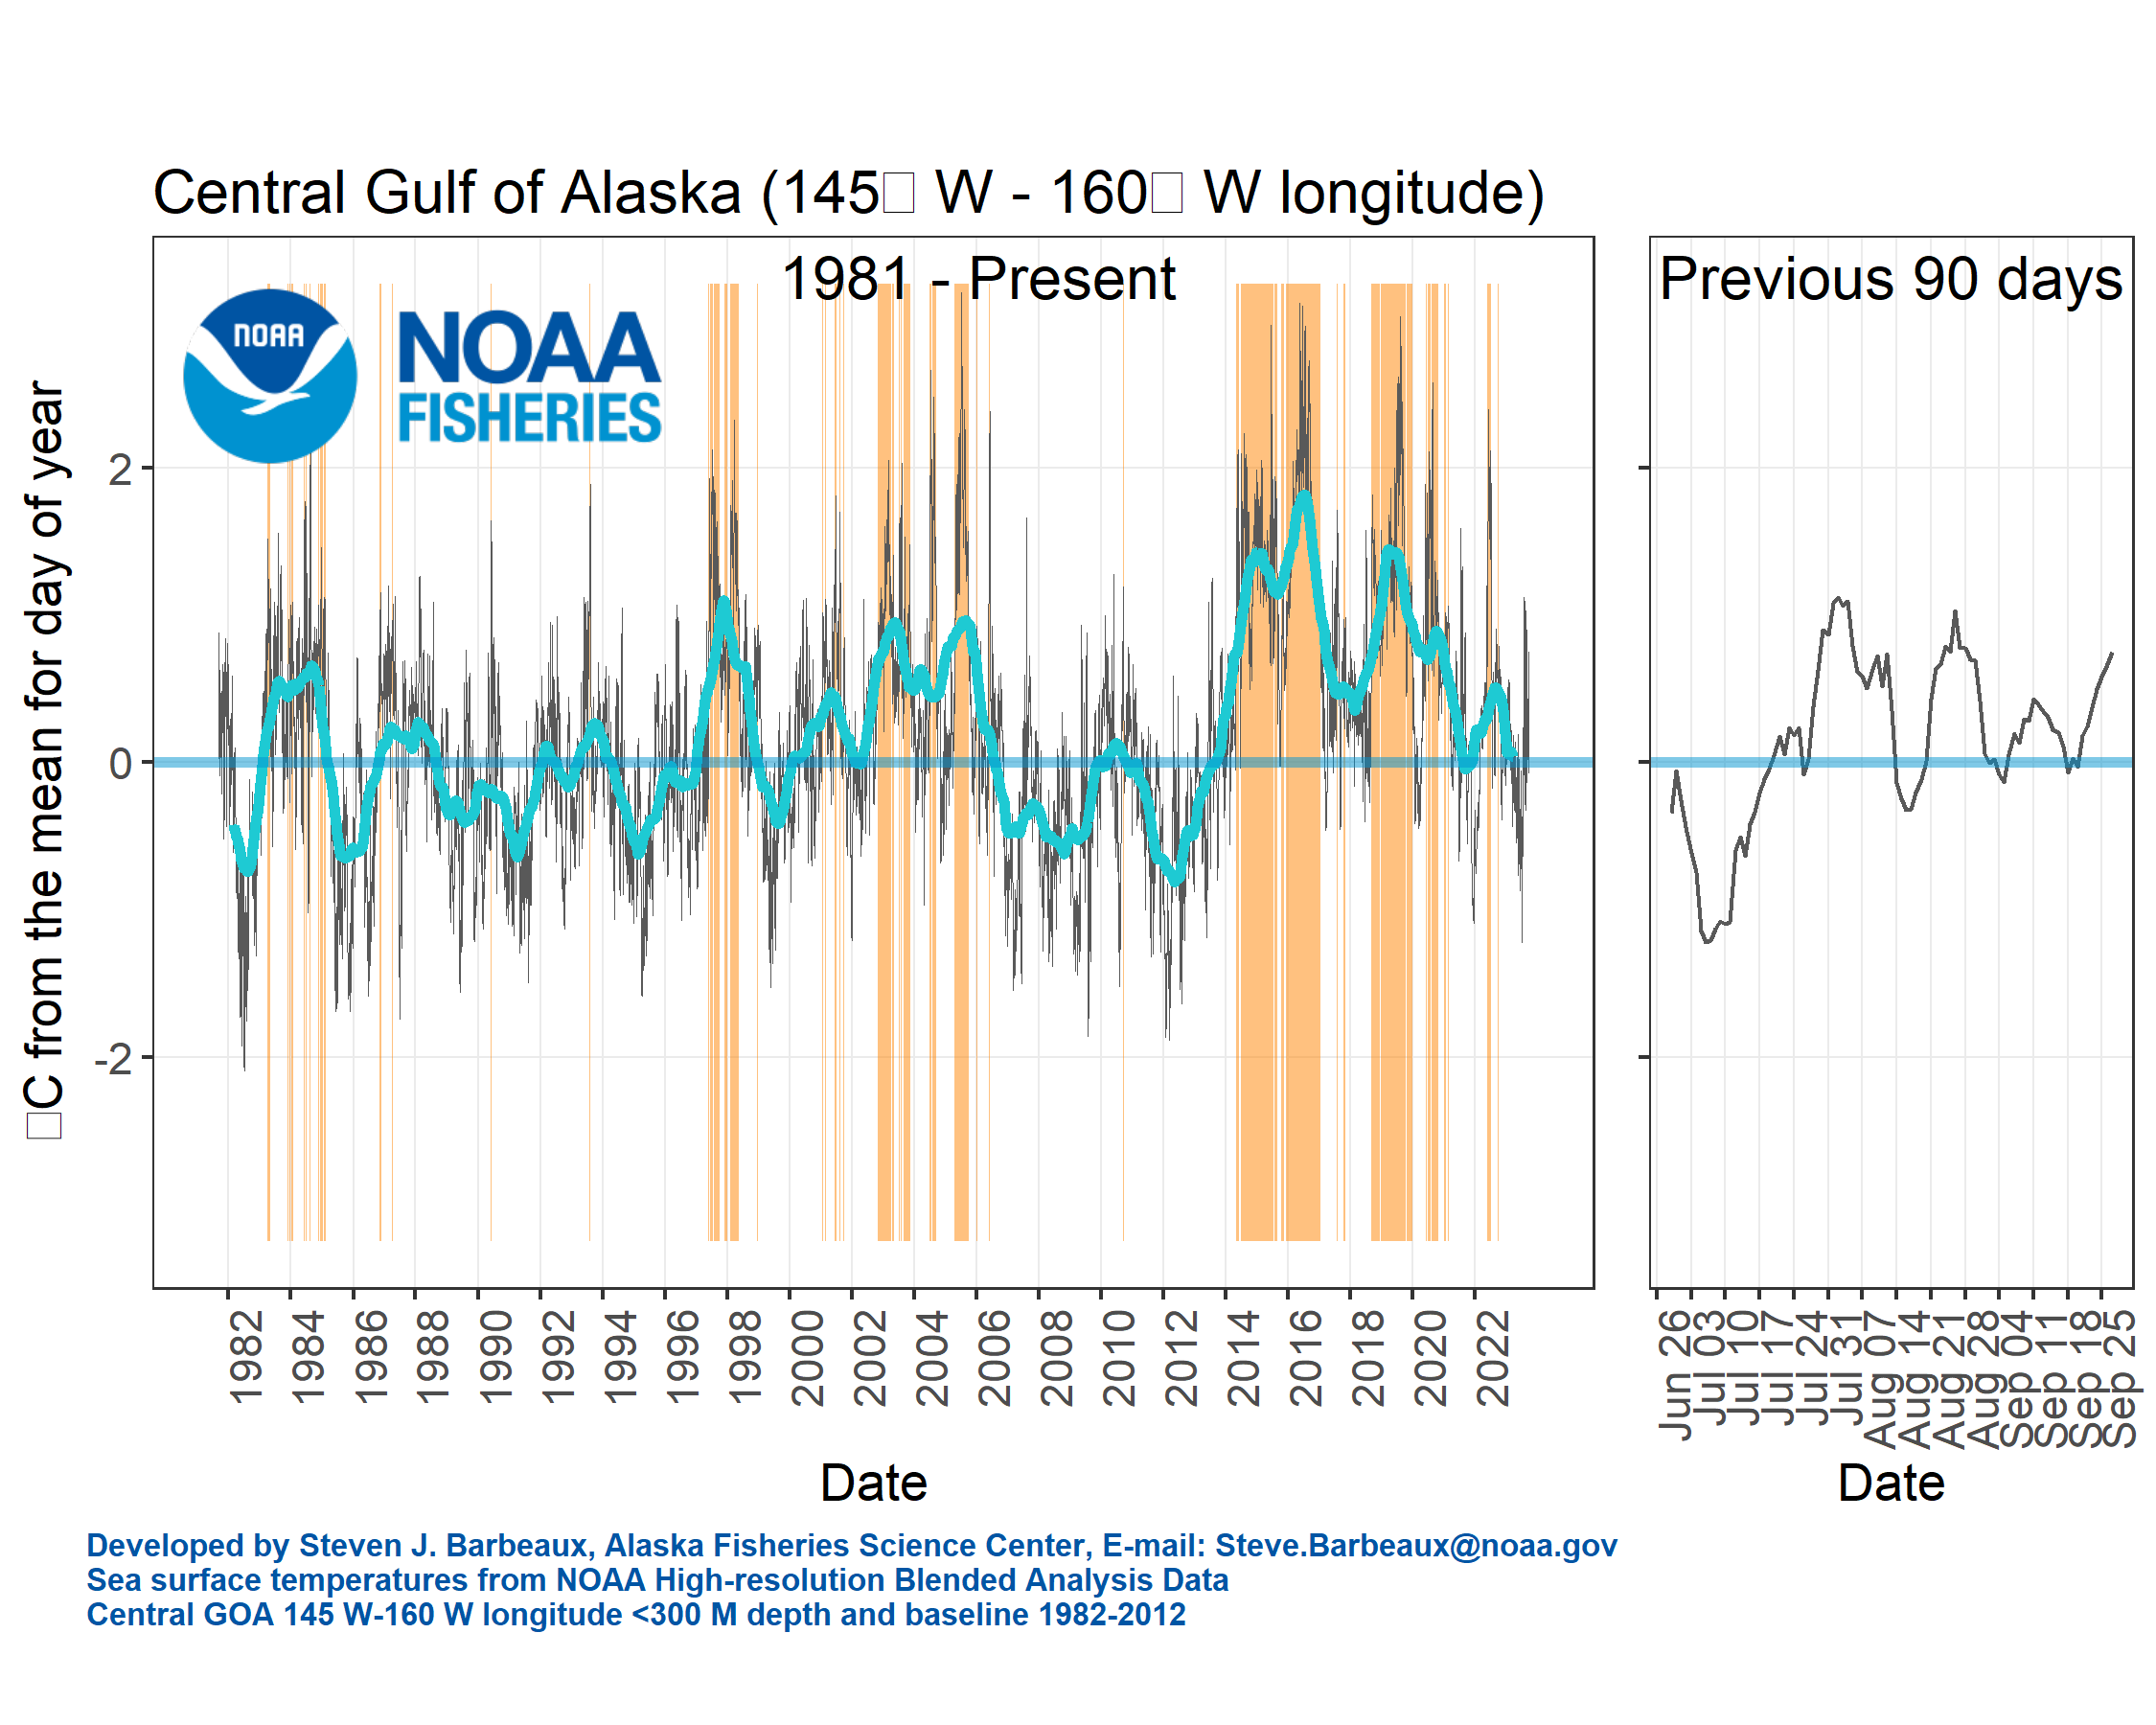 Central Gulf of Alaska (145□ W - 160□ W longitude)
1981 - Present
Previous 90 days
NOAA
NOAA
FISHERIES
□C from the mean for day of year
2
0
-2
1982
1984
1986
1988
1990
1992
1994
1996
1998
2000
2002
2004
2006
2008
2010
2012
2014
2016
2018
2020
2022
Jun 26
Jul 03
Jul 10
Jul 17
Jul 24
Jul 31
Aug 07
Aug 14
Aug 21
Aug 28
Sep 04
Sep 11
Sep 18
Sep 25
Date
Date
Developed by Steven J. Barbeaux, Alaska Fisheries Science Center, E-mail: Steve.Barbeaux@noaa.gov
Sea surface temperatures from NOAA High-resolution Blended Analysis Data
Central GOA 145 W-160 W longitude <300 M depth and baseline 1982-2012